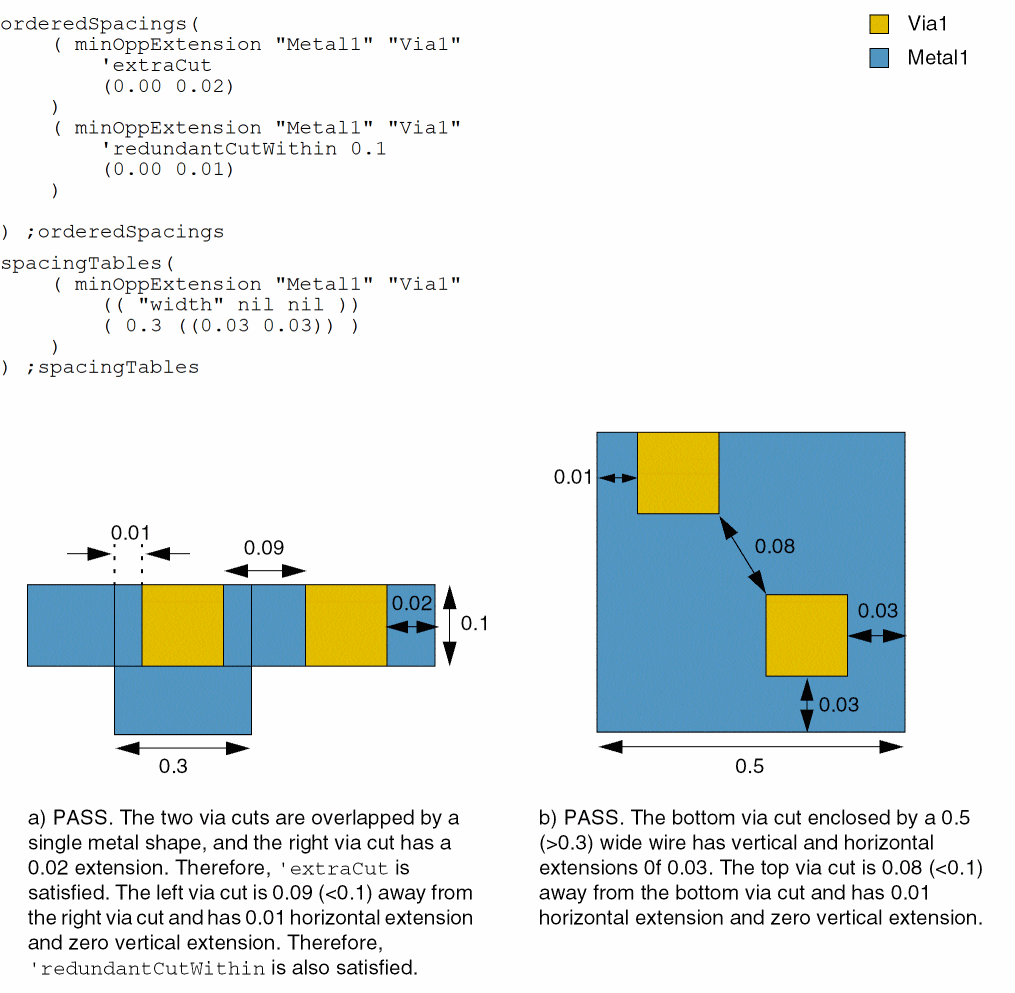 orderedSpacings(
( minOppExtension "Metal1" "Via1"
'extraCut
(0.00 0.02)
)
( minOppExtension "Metal1" "Via1"
'redundantCutWithin 0.1
(0.00 0.01)
)
) ;orderedSpacings
spacingTables(
( minOppExtension "Metal1" "Via1"
(( "width" nil nil ))
( 0.3 ((0.03 0.03)) )
)
) ;spacingTables
Via1
Metal1
0.01
0.09
0.02
0.1
0.3
0.01
0.08
0.03
0.03
0.5
a) PASS. The two via cuts are overlapped by a
single metal shape, and the right via cut has a
0.02 extension. Therefore, 'extraCut is
satisfied. The left via cut is 0.09 (<0.1) away from
the right via cut and has 0.01 horizontal extension
and zero vertical extension. Therefore,
'redundantCutWithin is also satisfied.
b) PASS. The bottom via cut enclosed by a 0.5
(>0.3) wide wire has vertical and horizontal
extensions 0f 0.03. The top via cut is 0.08 (<0.1)
away from the bottom via cut and has 0.01
horizontal extension and zero vertical extension.